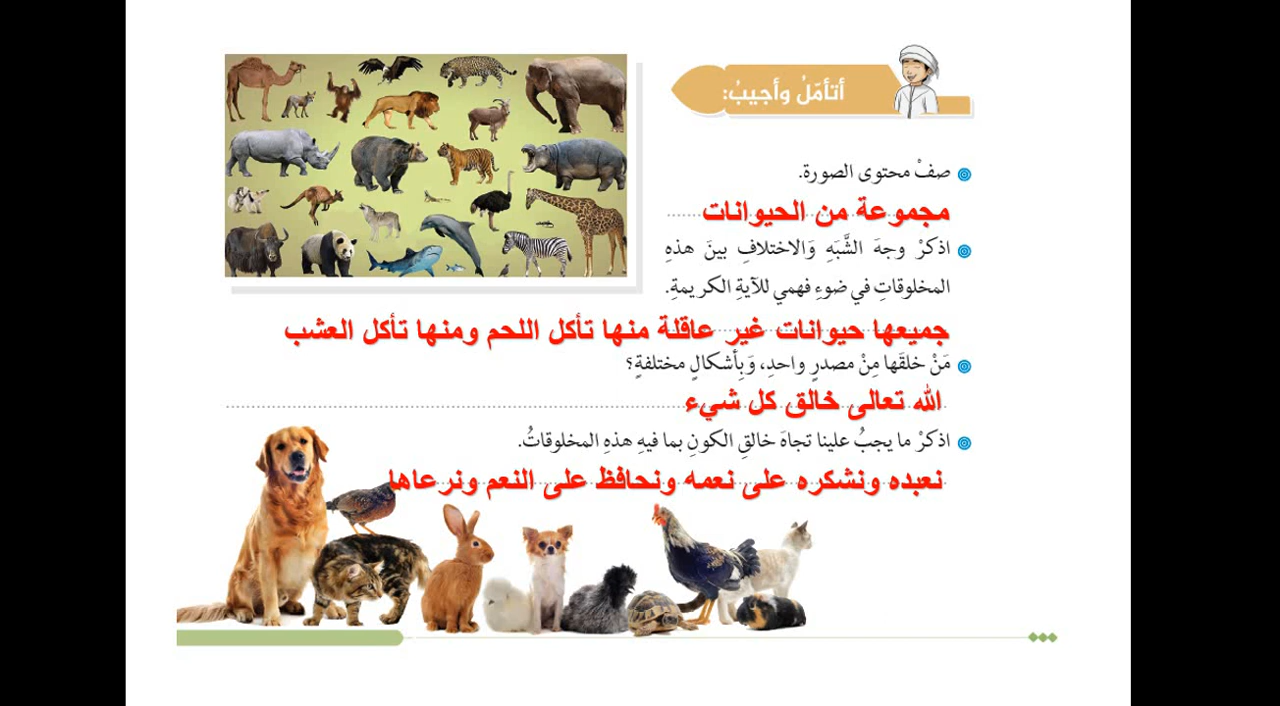 أتأمّلُ وأجيبُ:
صفْ محتوى الصورة.
مجموعة من الحيوانات
اذكرْ وجهَ الشَّبَهِ وَالاختلافِ بينَ هذهِ
المخلوقاتِ في ضوءِ فهمي للآيةِ الكريمةِ.
جميعها حيوانات غير عاقلة منها تأكل اللحم ومنها تأكل العشب
مَنْ خلقَها مِنْ مصدرٍ واحدِ، وَبِأشكالٍ مختلفةٍ؟
الله تعالى خالق كل شيء
اذكرْ ما يجبُ علينا تجاهَ خالقِ الكونِ بما فيهِ هذهِ المخلوقاتُ.
نعبده ونشكره على نعمه ونحافظ على النعم ونرعاها